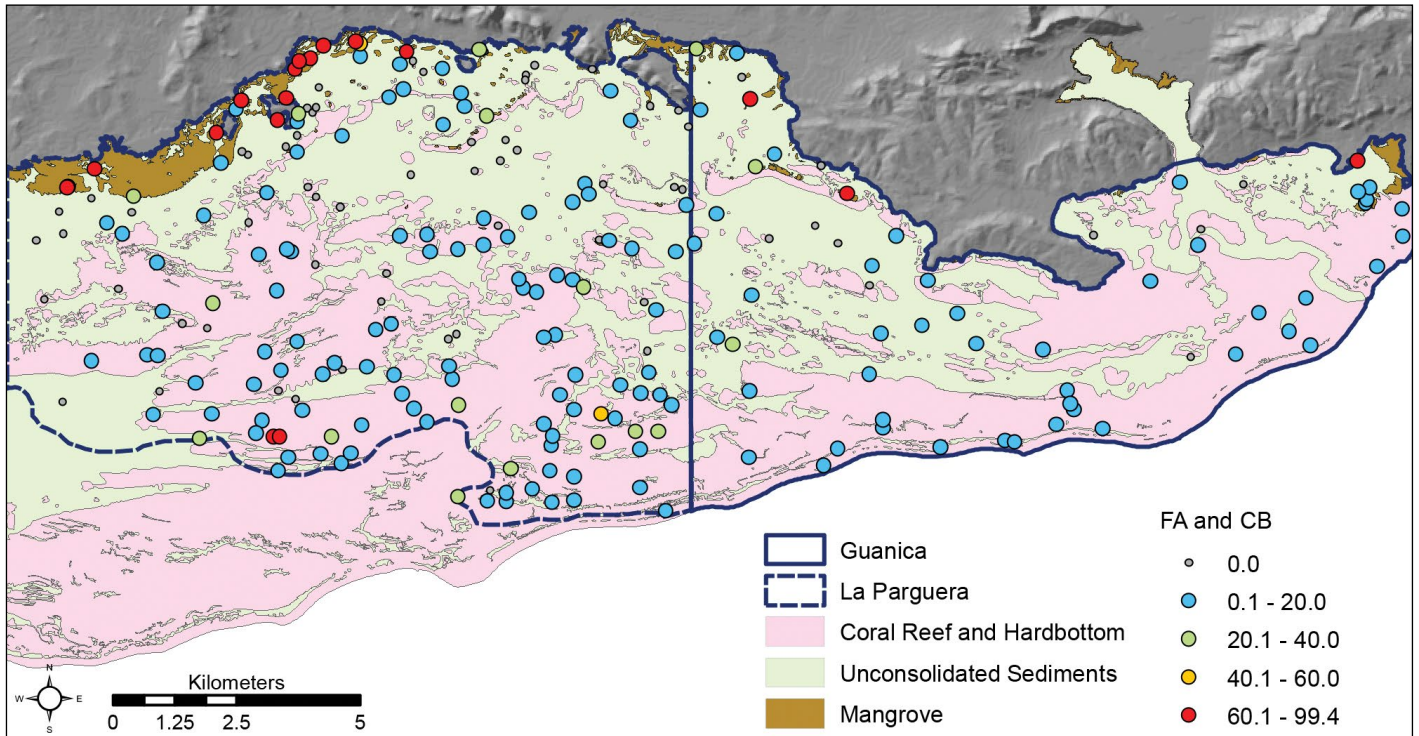 Guanica
La Parguera
Coral Reef and Hardbottom
Unconsolidated Sediments
Mangrove
FA and CB
0.0
0.1 - 20.0
20.1 - 40.0
40.1 - 60.0
60.1 - 99.4
N
W E
S
Kilometers
0 1.25 2.5 5